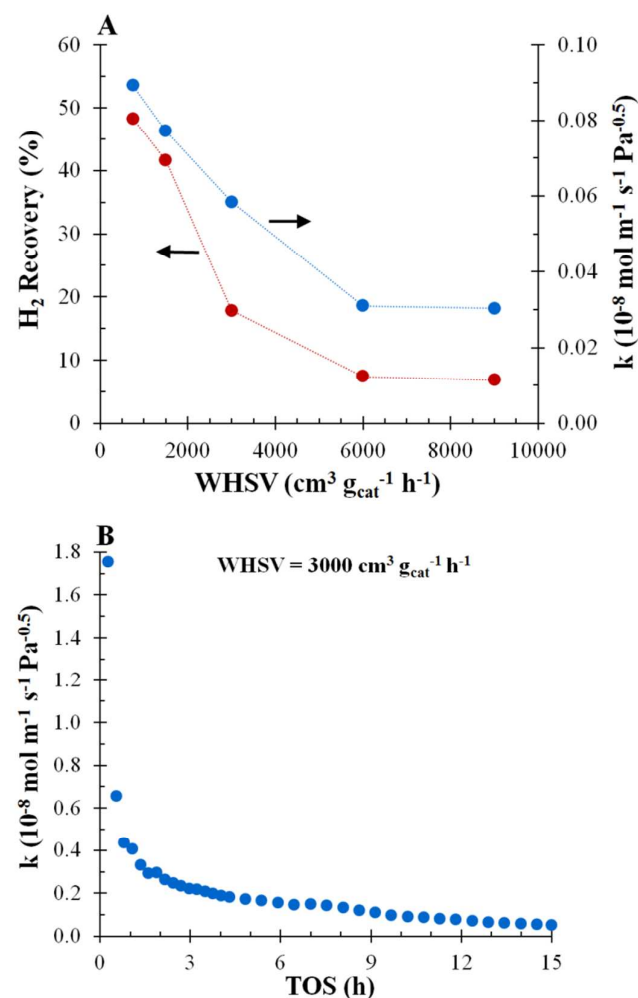 A
60
50
40
30
20
10
0
H₂ Recovery (%)
0.10
0.08
0.06
0.04
0.02
0.00
k (10⁻⁸ mol m⁻¹ s⁻¹ Pa⁻⁰·⁵)
0 2000 4000 6000 8000 10000
WHSV (cm³ g_cat⁻¹ h⁻¹)
B
WHSV = 3000 cm³ g_cat⁻¹ h⁻¹
1.8
1.6
1.4
1.2
1.0
0.8
0.6
0.4
0.2
0.0
k (10⁻⁸ mol m⁻¹ s⁻¹ Pa⁻⁰·⁵)
0 3 6 9 12 15
TOS (h)